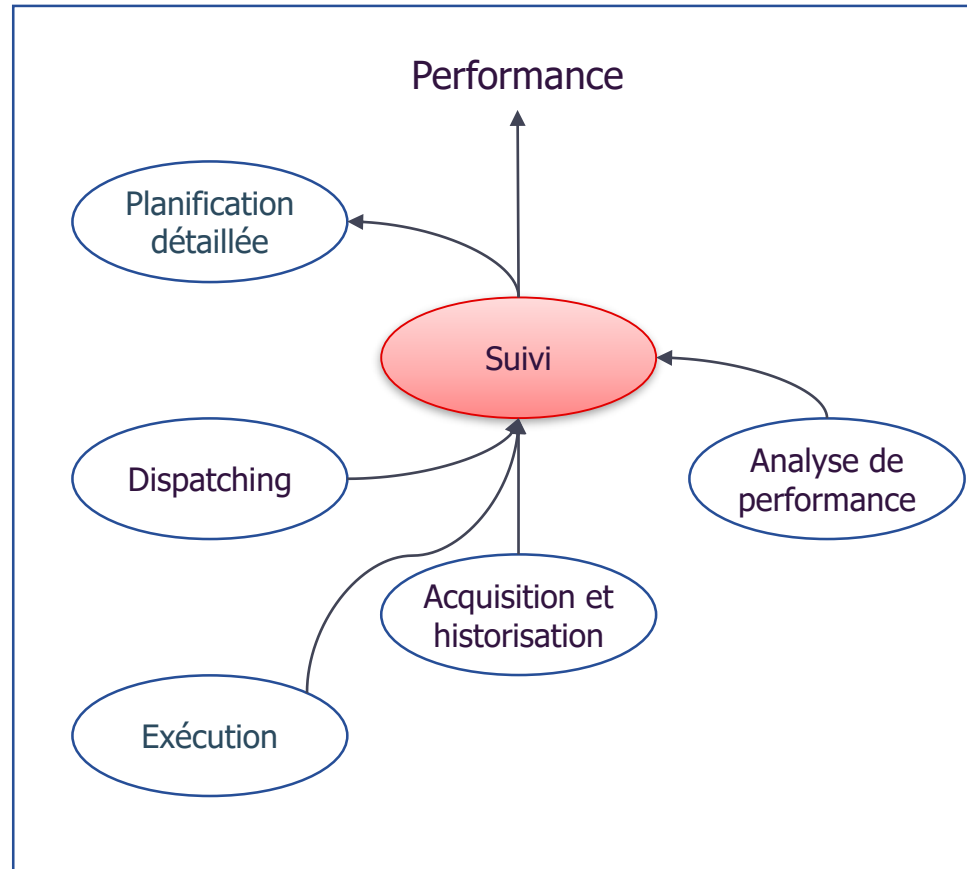 Performance
Planification
détaillée
Suivi
Dispatching
Analyse de
performance
Acquisition et
historisation
Exécution